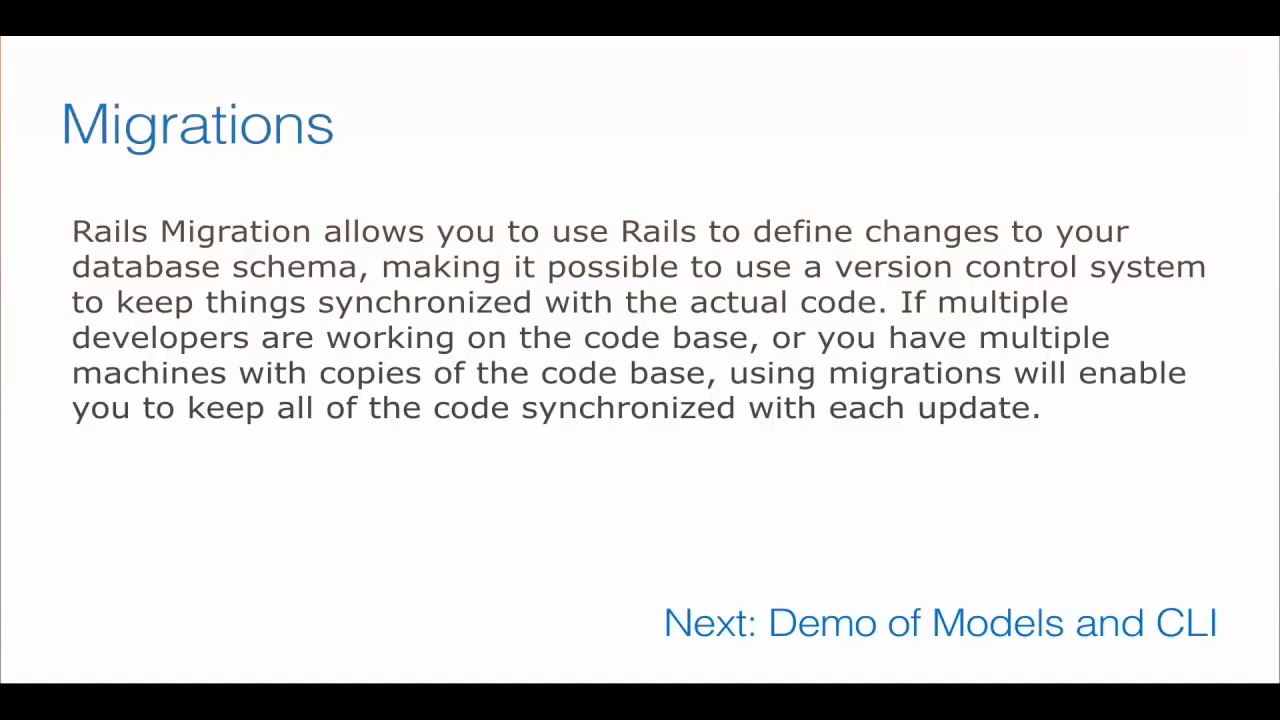 Migrations
Rails Migration allows you to use Rails to define changes to your
database schema, making it possible to use a version control system
to keep things synchronized with the actual code. If multiple
developers are working on the code base, or you have multiple
machines with copies of the code base, using migrations will enable
you to keep all of the code synchronized with each update.
Next: Demo of Models and CLI